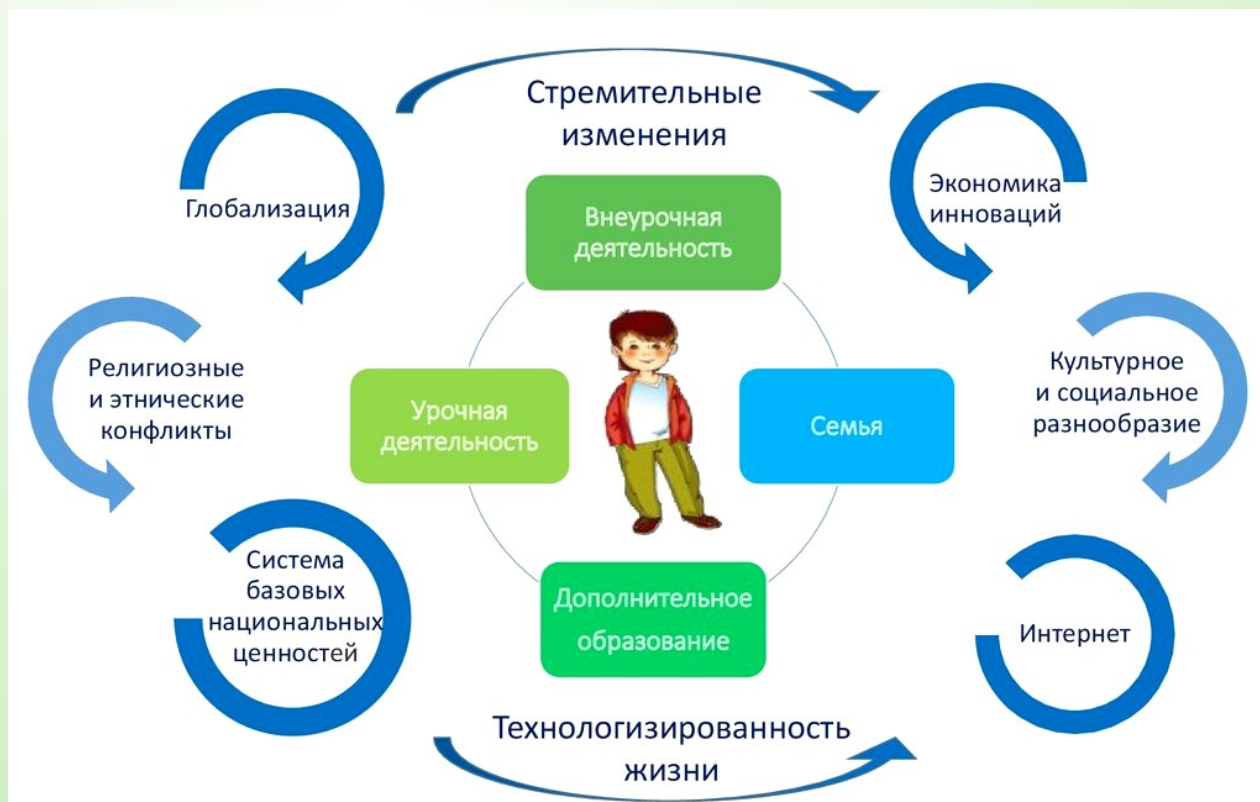 Стремительные
изменения
Глобализация
Экономика
инноваций
Внеурочная
деятельность
Религиозные
и этнические
конфликты
Урочная
деятельность
Семья
Культурное
и социальное
разнообразие
Система
базовых
национальных
ценностей
Дополнительное
образование
Интернет
Технологизированность
жизни